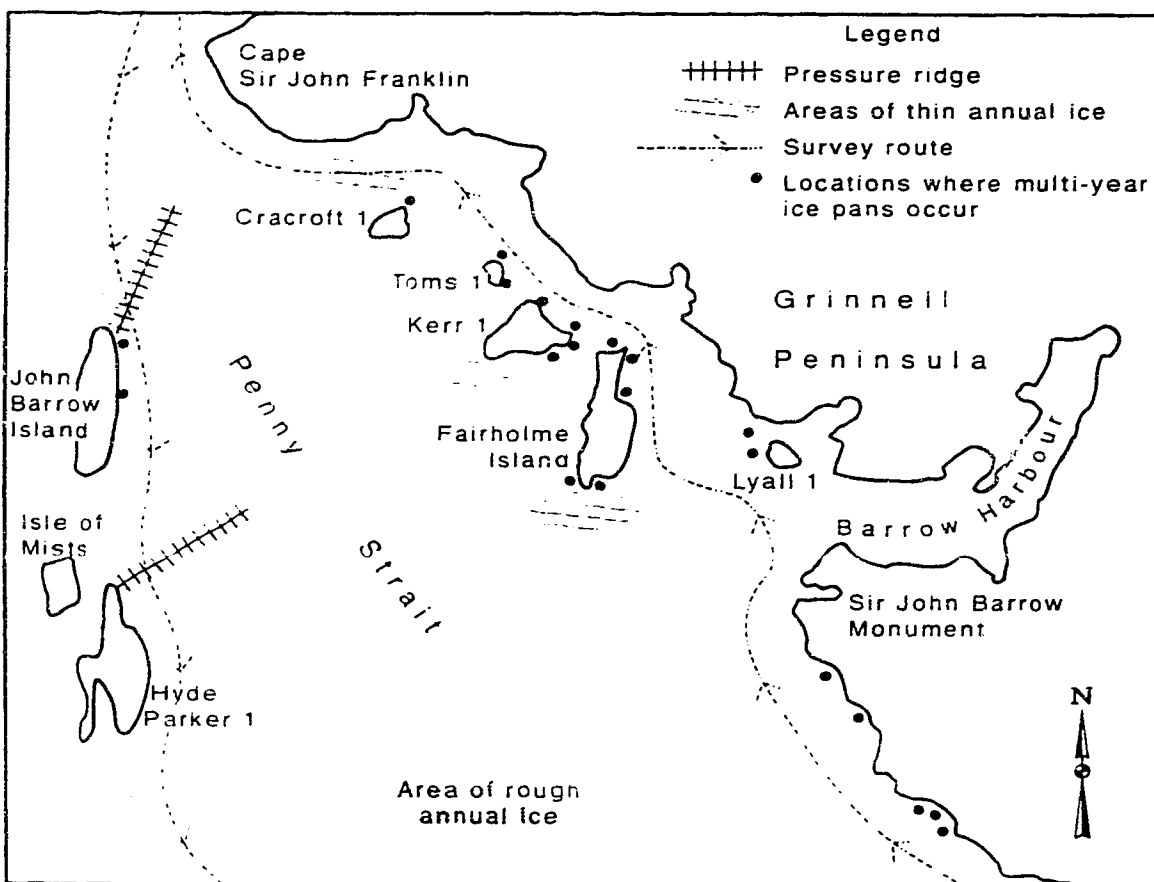 Legend
Pressure ridge
Areas of thin annual ice
Survey route
Locations where multi-year
ice pans occur
Cape
Sir John Franklin
Cracroft 1
Toms 1
Kerr 1
Grinnell
Peninsula
John
Barrow
Island
Penny
Strait
Fairholme
Island
Lyall 1
Barrow Harbour
Isle of
Mists
Sir John Barrow
Monument
Hyde
Parker 1
N
Area of rough
annual ice